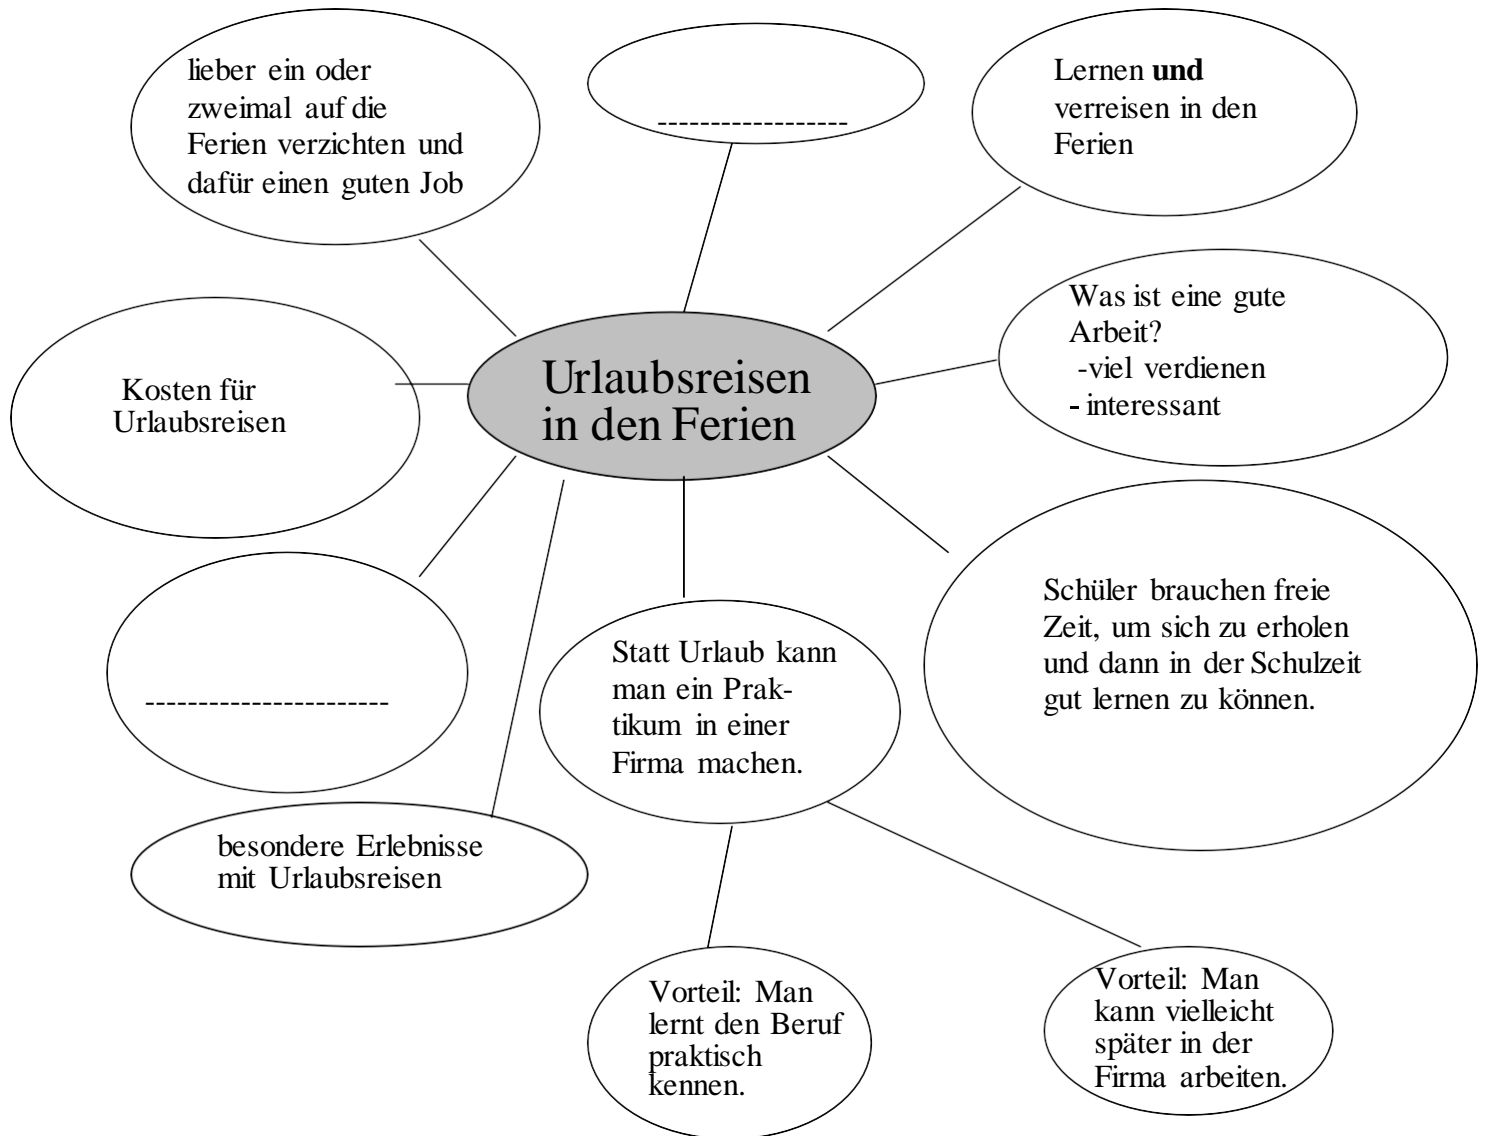 lieber ein oder
zweimal auf die
Ferien verzichten und
dafür einen guten Job
------------------
Lernen und
verreisen in den
Ferien
Was ist eine gute
Arbeit?
-viel verdienen
- interessant
Kosten für
Urlaubsreisen
Urlaubsreisen
in den Ferien
Schüler brauchen freie
Zeit, um sich zu erholen
und dann in der Schulzeit
gut lernen zu können.
-----------------------
Statt Urlaub kann
man ein Prak-
tikum in einer
Firma machen.
besondere Erlebnisse
mit Urlaubsreisen
Vorteil: Man
lernt den Beruf
praktisch
kennen.
Vorteil: Man
kann vielleicht
später in der
Firma arbeiten.